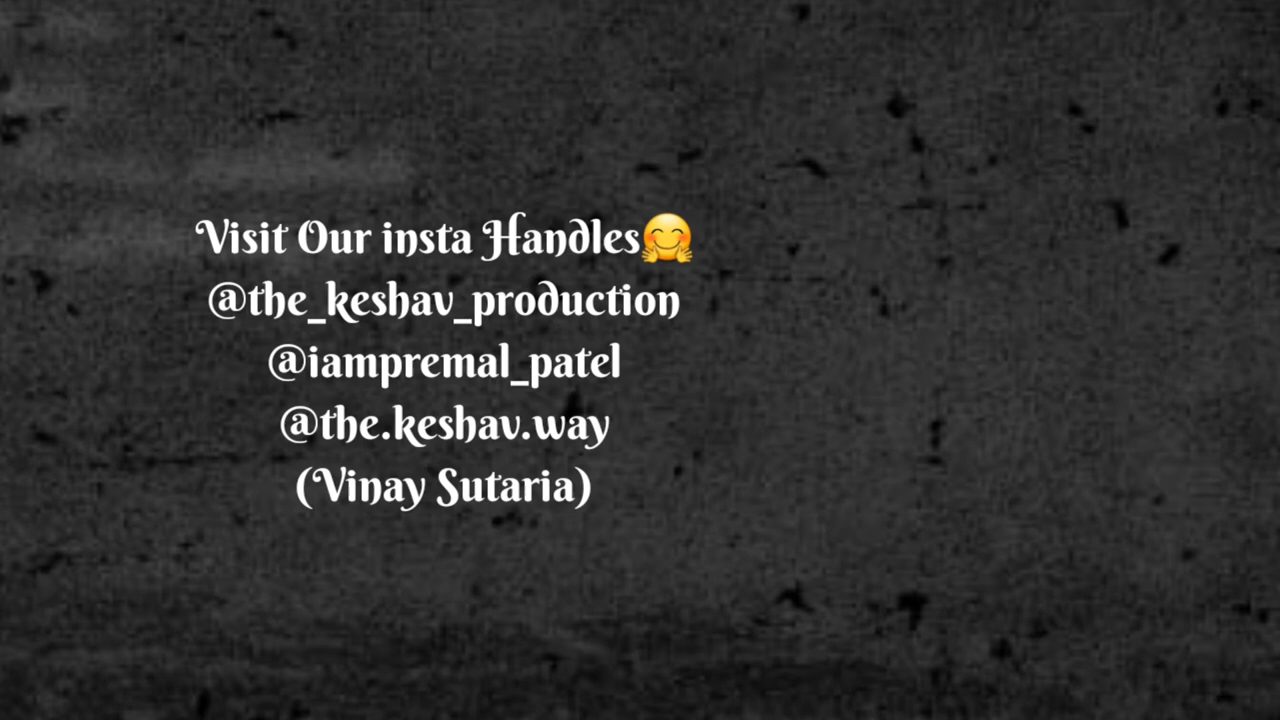 Visit Our insta Handles🤗
@the_keshav_production
@iampremal_patel
@the.keshav.way
(Vinay Sutaria)